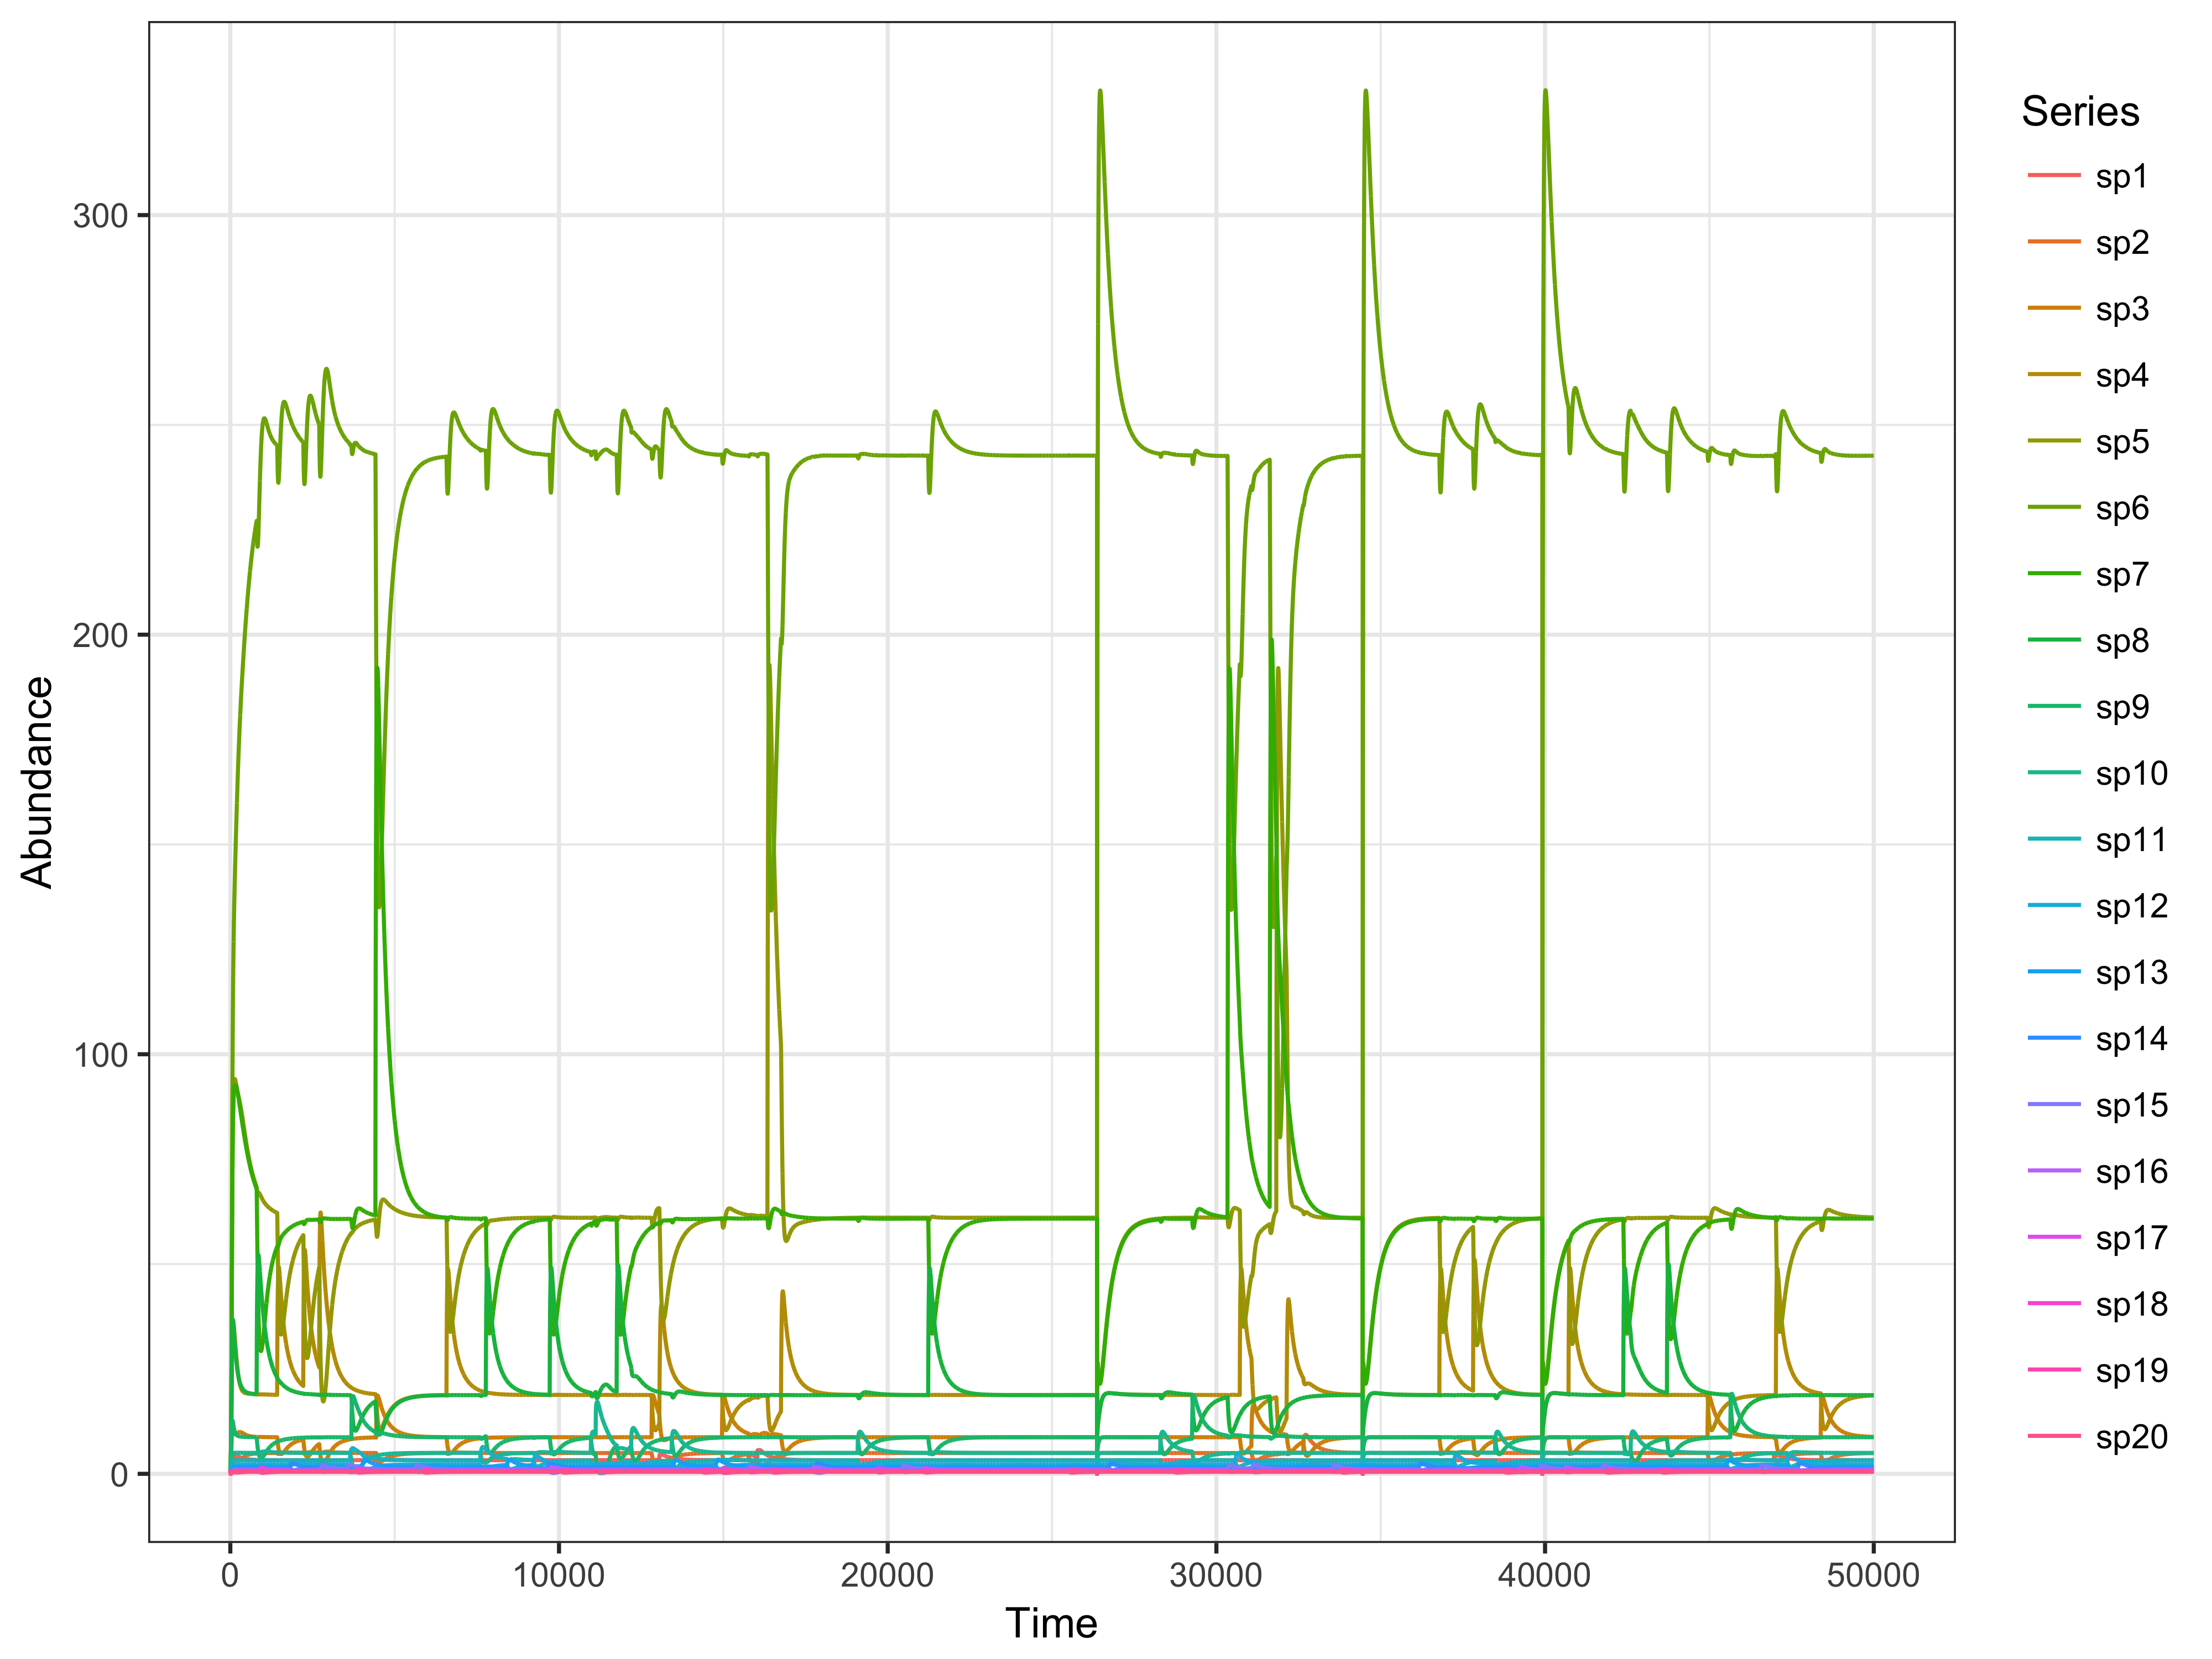 300
200
100
0
Abundance
0 10000 20000 30000 40000 50000
Time
Series
sp1
sp2
sp3
sp4
sp5
sp6
sp7
sp8
sp9
sp10
sp11
sp12
sp13
sp14
sp15
sp16
sp17
sp18
sp19
sp20